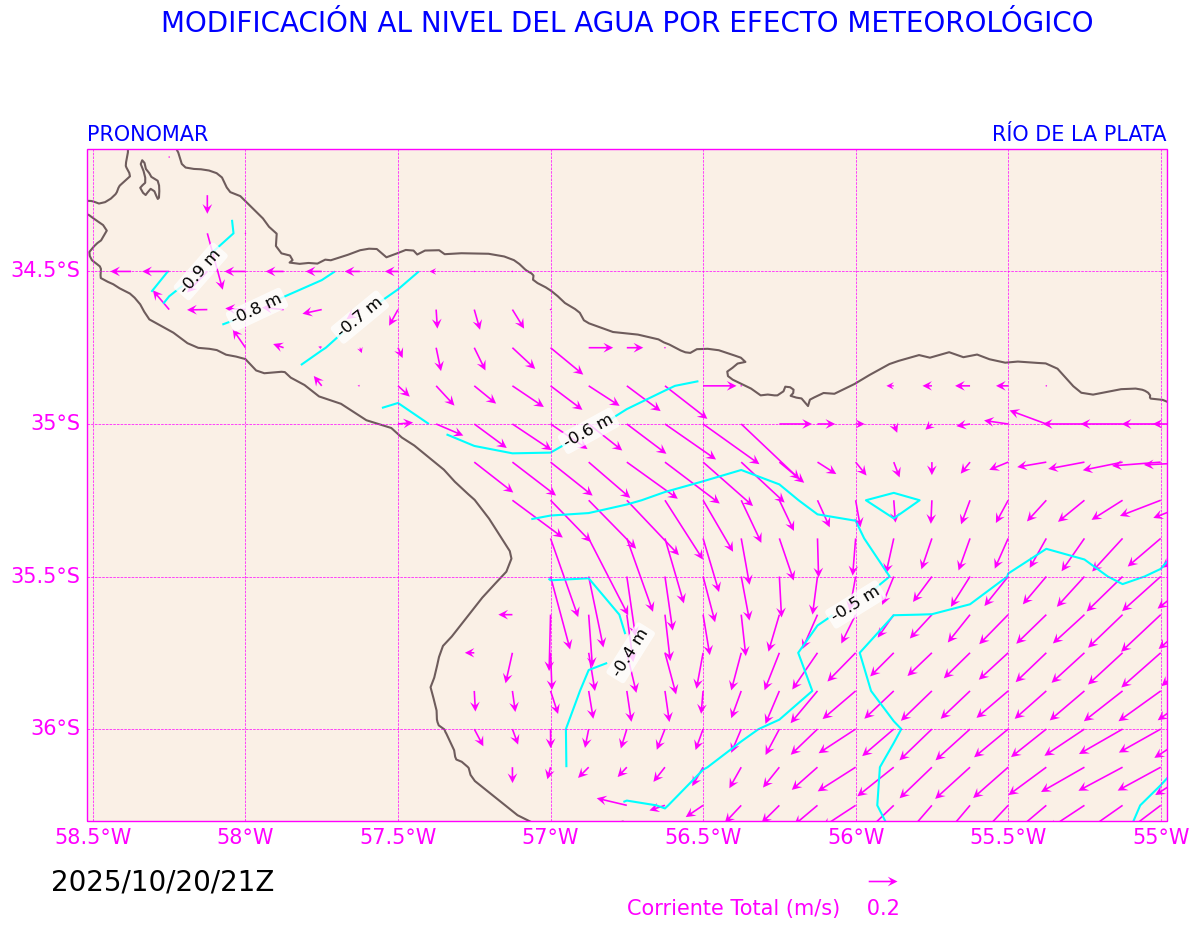 MODIFICACIÓN AL NIVEL DEL AGUA POR EFECTO METEOROLÓGICO
PRONOMAR
RÍO DE LA PLATA
-0.9 m
34.5°S
-0.8 m
-0.7 m
35°S
-0.6 m
35.5°S
-0.5 m
-0.4 m
36°S
58.5°W 58°W 57.5°W 57°W 56.5°W 56°W 55.5°W 55°W
2025/10/20/21Z
Corriente Total (m/s) 0.2